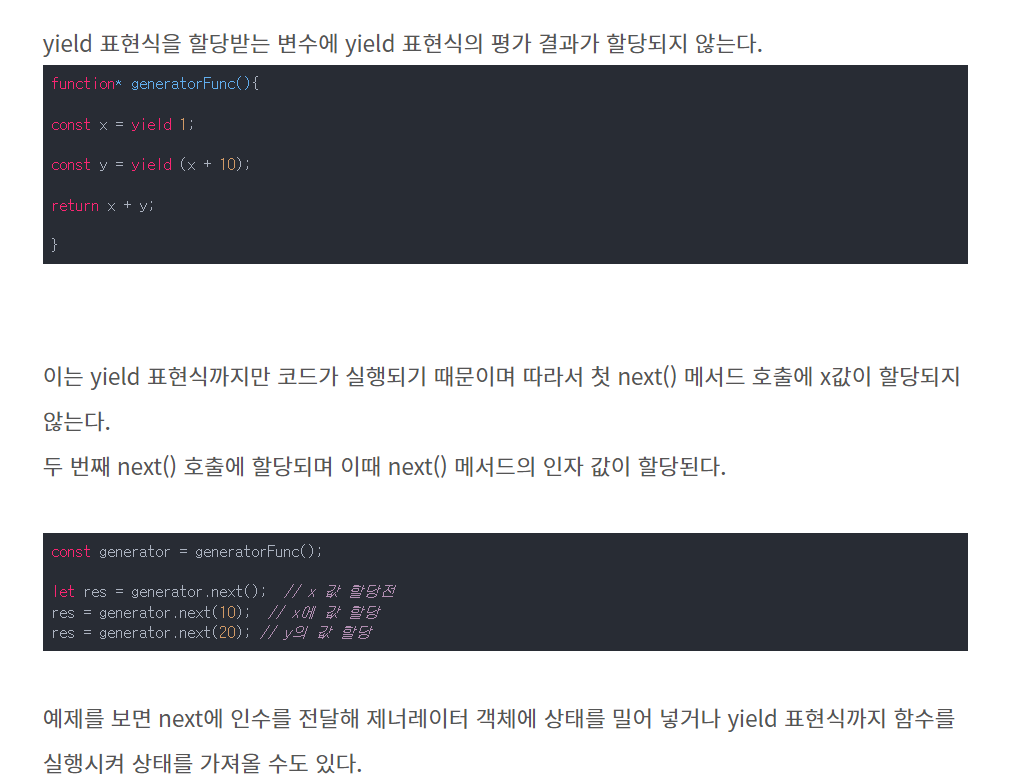 yield 표현식을 할당받는 변수에 yield 표현식의 평가 결과가 할당되지 않는다.
function* generatorFunc(){
const x = yield 1;
const y = yield (x + 10);
return x + y;
}
이는 yield 표현식까지만 코드가 실행되기 때문이며 따라서 첫 next() 메서드 호출에 x값이 할당되지
않는다.
두 번째 next() 호출에 할당되며 이때 next() 메서드의 인자 값이 할당된다.
const generator = generatorFunc();
let res = generator.next();  // x 값 할당전
res = generator.next(10);  // x에 값 할당
res = generator.next(20); // y의 값 할당
예제를 보면 next에 인수를 전달해 제너레이터 객체에 상태를 밀어 넣거나 yield 표현식까지 함수를
실행시켜 상태를 가져올 수도 있다.